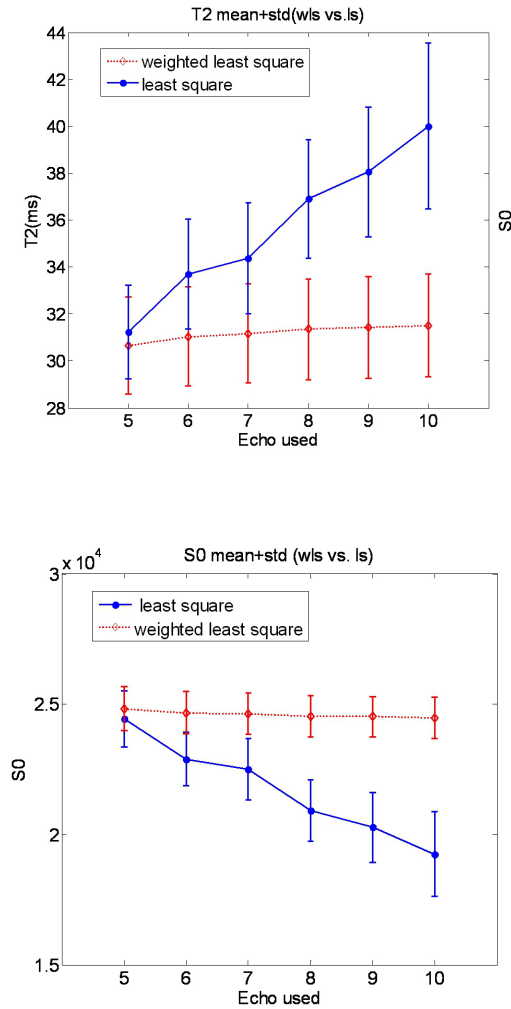 T2 mean+std(wls vs.ls)
44
42
40
38
36
34
32
30
28
T2(ms)
weighted least square
least square
S0
5 6 7 8 9 10
Echo used
S0 mean+std (wls vs. ls)
x 10^4
3
2.5
2
1.5
S0
least square
weighted least square
5 6 7 8 9 10
Echo used